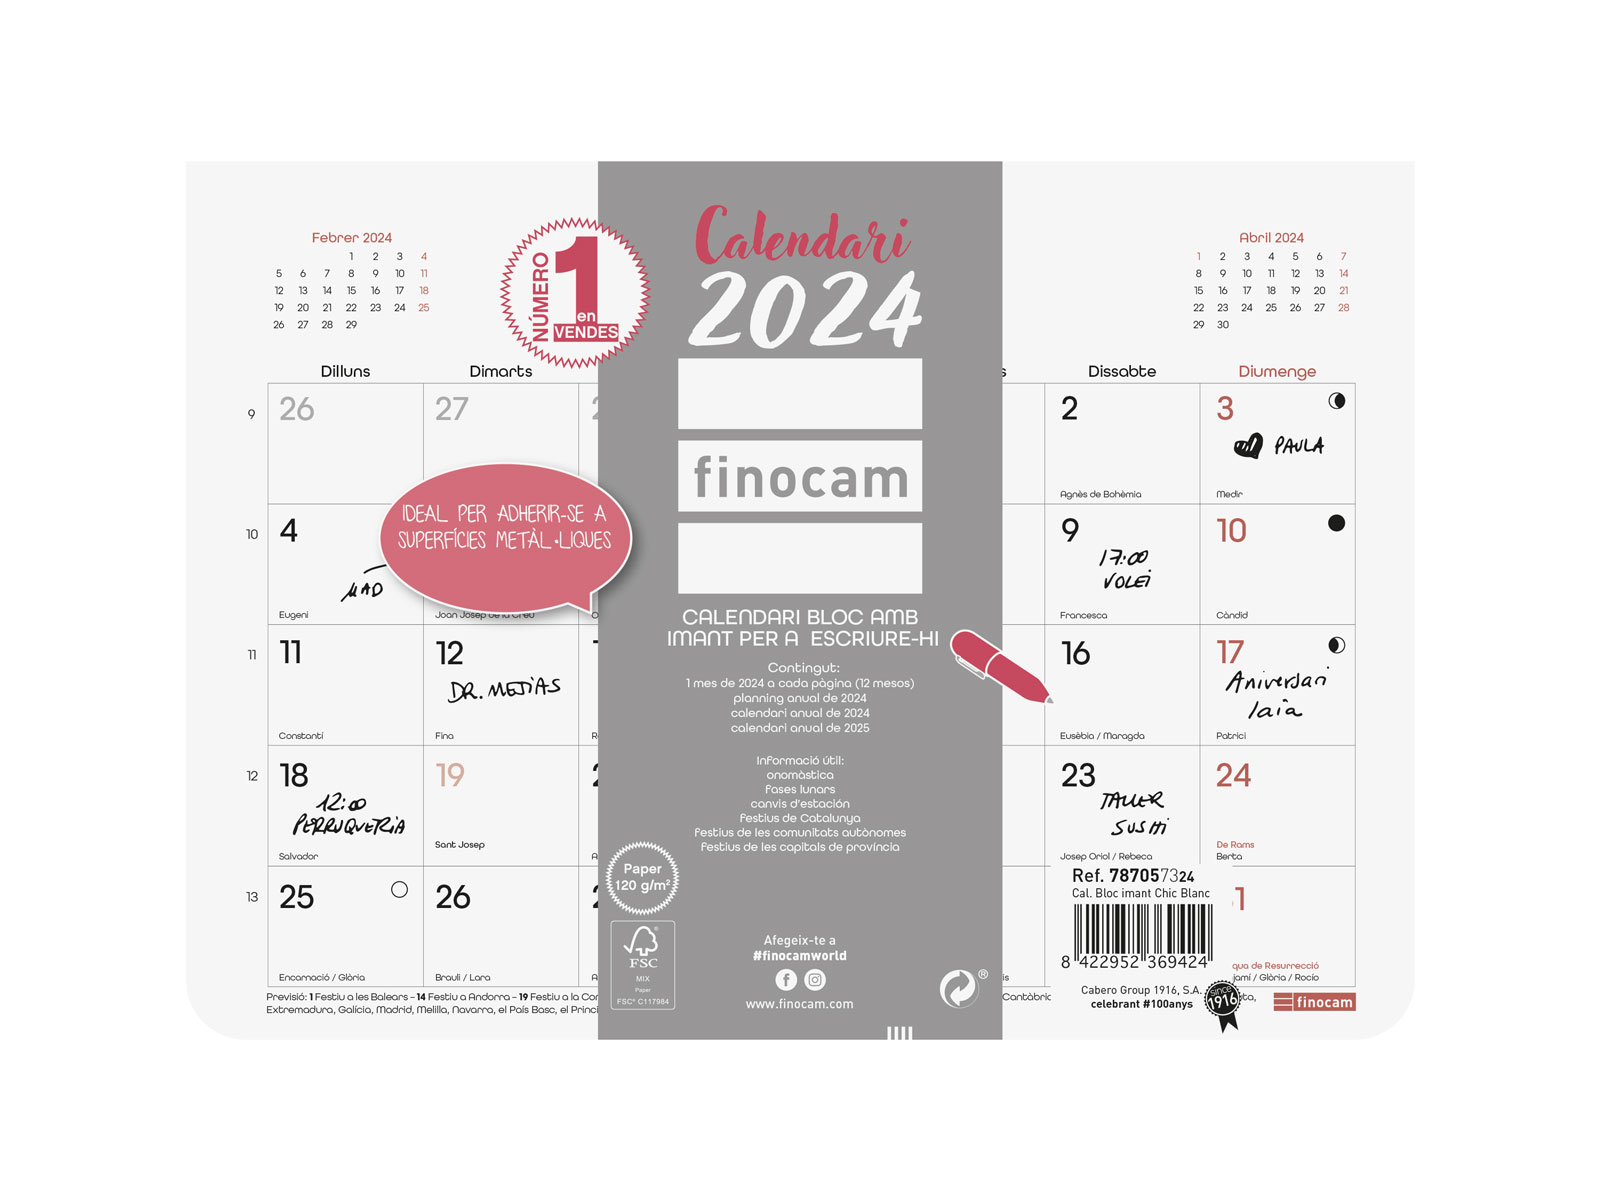 Calendari
2024
finocam
CALENDARI BLOC AMB
IMANT PER A ESCRIURE-HI
Contingut:
1 mes de 2024 a cada pàgina (12 mesos)
planning anual de 2024
calendari anual de 2024
calendari anual de 2025
Informació útil:
onomàstica
fases lunars
canvis d'estación
festius de Catalunya
festius de les comunitats autònomes
festius de les capitals de província
Paper
120 g/m²
FSC
MIX
Paper
FSC® C117984
Afegeix-te a
#finocamworld
www.finocam.com
®
NÚMERO
1
en
VENDES
IDEAL PER ADHERIR-SE A
SUPERFÍCIES METÀL·LIQUES
Febrer 2024
1 2 3 4
5 6 7 8 9 10 11
12 13 14 15 16 17 18
19 20 21 22 23 24 25
26 27 28 29
Abril 2024
1 2 3 4 5 6 7
8 9 10 11 12 13 14
15 16 17 18 19 20 21
22 23 24 25 26 27 28
29 30
Dilluns Dimarts Dissabte Diumenge
9 26 27 2 3
PAULA
Agnès de Bohèmia Medir
10 4 9 10
17:00
VOLEI
MAD
Eugeni Joan Josep de la Creu Francesca Càndid
11 11 12 16 17
DR. MEJIAS Aniversari
iaia
Constantí Fina Eusèbia / Maragda Patrici
12 18 19 23 24
12:00 TALLER
PERRUQUERIA SUSHI
Sant Josep De Rams
Salvador Josep Oriol / Rebeca Berta
13 25 26
Encarnació / Glòria Brauli / Lara
qua de Resurrecció
jamí / Glòria / Rocío
Previsió: 1 Festiu a les Balears – 14 Festiu a Andorra – 19 Festiu a la Com
Extremadura, Galícia, Madrid, Melilla, Navarra, el País Basc, el Princi
Cantàbric
Ref. 7870573​24
Cal. Bloc imant Chic Blanc
8 422952 369424
Cabero Group 1916, S.A.
celebrant #100anys
since
1916
finocam